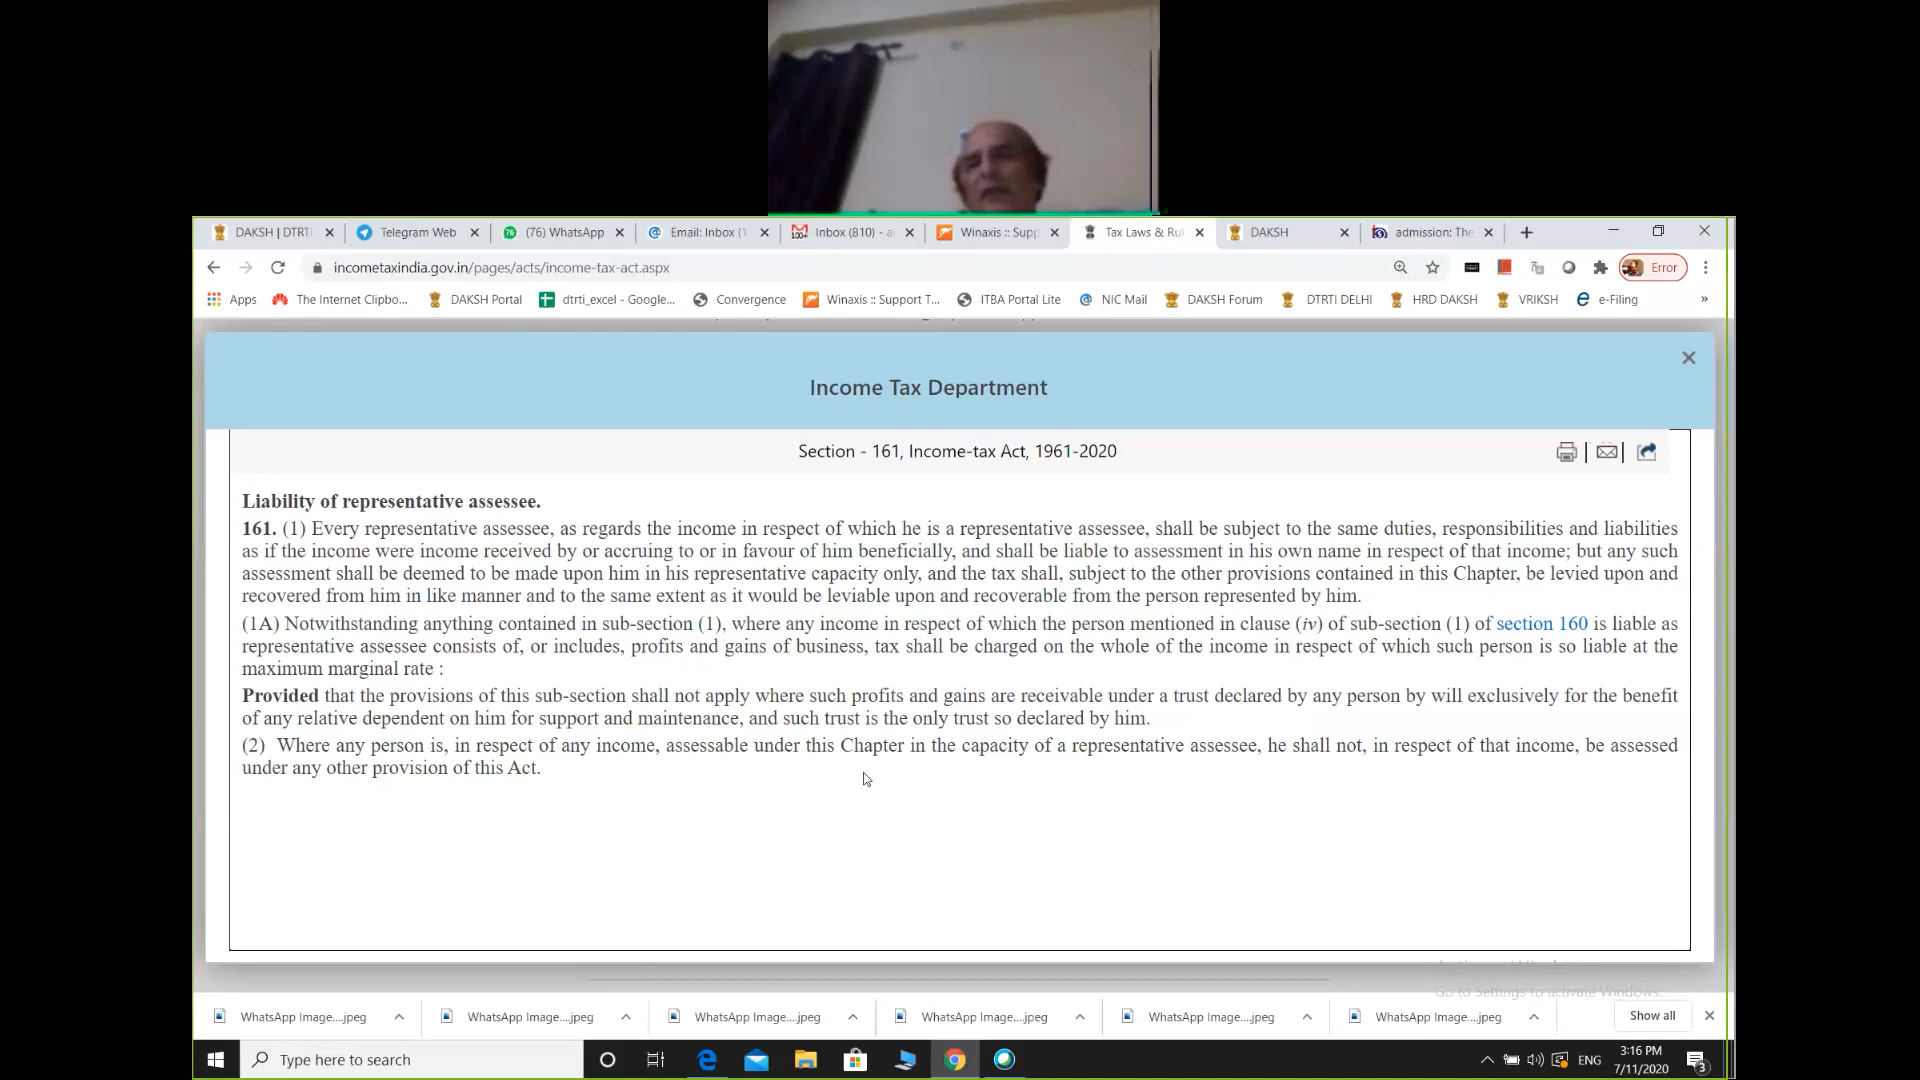 DAKSH | DTRTI
Telegram Web
(76) WhatsApp
Email: Inbox (1
Inbox (810) - a
Winaxis :: Supp
Tax Laws & Rul
DAKSH
admission: The
incometaxindia.gov.in/pages/acts/income-tax-act.aspx
Error
Apps
The Internet Clipbo...
DAKSH Portal
dtrti_excel - Google...
Convergence
Winaxis :: Support T...
ITBA Portal Lite
NIC Mail
DAKSH Forum
DTRTI DELHI
HRD DAKSH
VRIKSH
e-Filing
»
Income Tax Department
Section - 161, Income-tax Act, 1961-2020
Liability of representative assessee.
161. (1) Every representative assessee, as regards the income in respect of which he is a representative assessee, shall be subject to the same duties, responsibilities and liabilities
as if the income were income received by or accruing to or in favour of him beneficially, and shall be liable to assessment in his own name in respect of that income; but any such
assessment shall be deemed to be made upon him in his representative capacity only, and the tax shall, subject to the other provisions contained in this Chapter, be levied upon and
recovered from him in like manner and to the same extent as it would be leviable upon and recoverable from the person represented by him.
(1A) Notwithstanding anything contained in sub-section (1), where any income in respect of which the person mentioned in clause (iv) of sub-section (1) of section 160 is liable as
representative assessee consists of, or includes, profits and gains of business, tax shall be charged on the whole of the income in respect of which such person is so liable at the
maximum marginal rate :
Provided that the provisions of this sub-section shall not apply where such profits and gains are receivable under a trust declared by any person by will exclusively for the benefit
of any relative dependent on him for support and maintenance, and such trust is the only trust so declared by him.
(2) Where any person is, in respect of any income, assessable under this Chapter in the capacity of a representative assessee, he shall not, in respect of that income, be assessed
under any other provision of this Act.
Go to Settings to activate Windows.
WhatsApp Image....jpeg
WhatsApp Image....jpeg
WhatsApp Image....jpeg
WhatsApp Image....jpeg
WhatsApp Image....jpeg
WhatsApp Image....jpeg
Show all
Type here to search
ENG
3:16 PM
7/11/2020
3